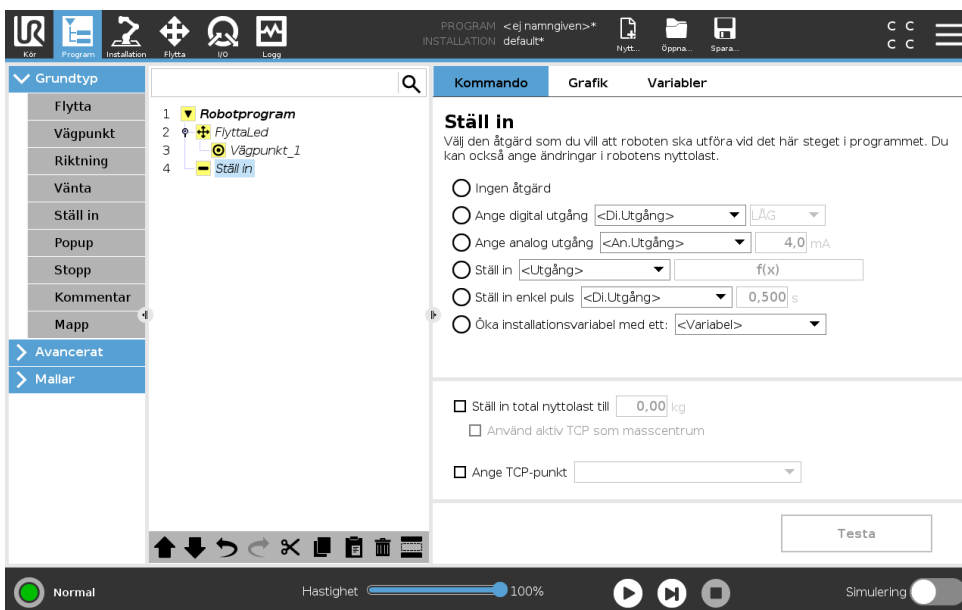 UR
PROGRAM <ej namngiven>*
INSTALLATION default*
Kör Program Installation Flytta I/O Logg Nytt... Öppna... Spara...
C C
C C
Grundtyp
Flytta
Vägpunkt
Riktning
Vänta
Ställ in
Popup
Stopp
Kommentar
Mapp
Avancerat
Mallar
1 Robotprogram
2 FlyttaLed
3 Vägpunkt_1
4 Ställ in
Kommando Grafik Variabler
Ställ in
Välj den åtgärd som du vill att roboten ska utföra vid det här steget i programmet. Du
kan också ange ändringar i robotens nyttolast.
Ingen åtgärd
Ange digital utgång <Di.Utgång> LÅG
Ange analog utgång <An.Utgång> 4,0 mA
Ställ in <Utgång> f(x)
Ställ in enkel puls <Di.Utgång> 0,500 s
Öka installationsvariabel med ett: <Variabel>
Ställ in total nyttolast till 0,00 kg
Använd aktiv TCP som masscentrum
Ange TCP-punkt
Testa
Normal
Hastighet 100%
Simulering